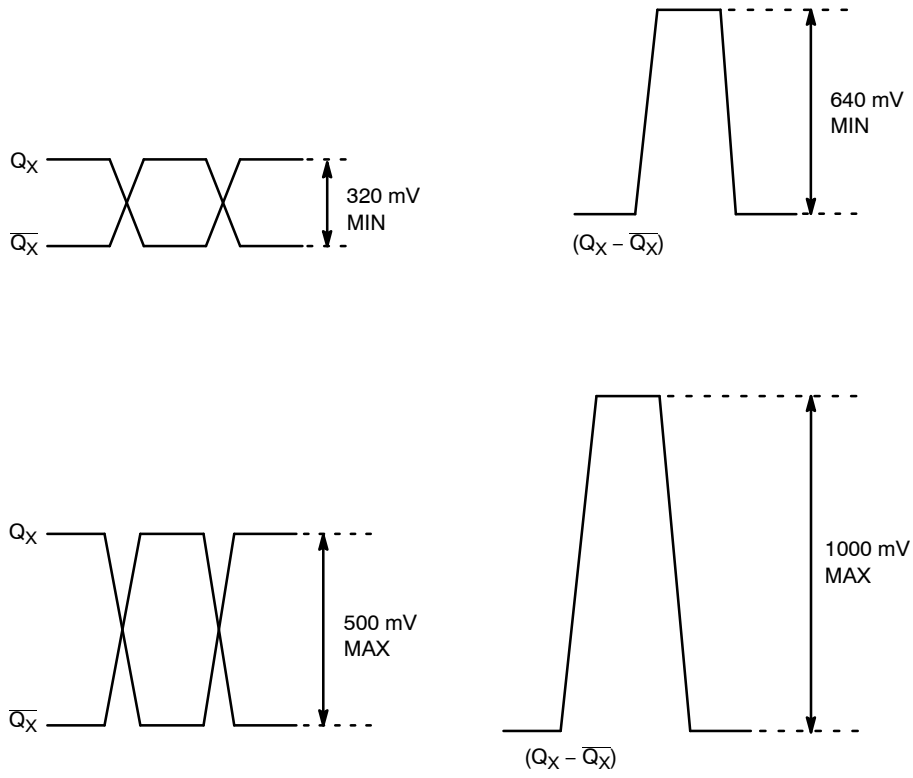 Q_X
320 mV
MIN
Q̅_X̅
640 mV
MIN
(Q_X – Q̅_X̅)
Q_X
500 mV
MAX
Q̅_X̅
1000 mV
MAX
(Q_X – Q̅_X̅)